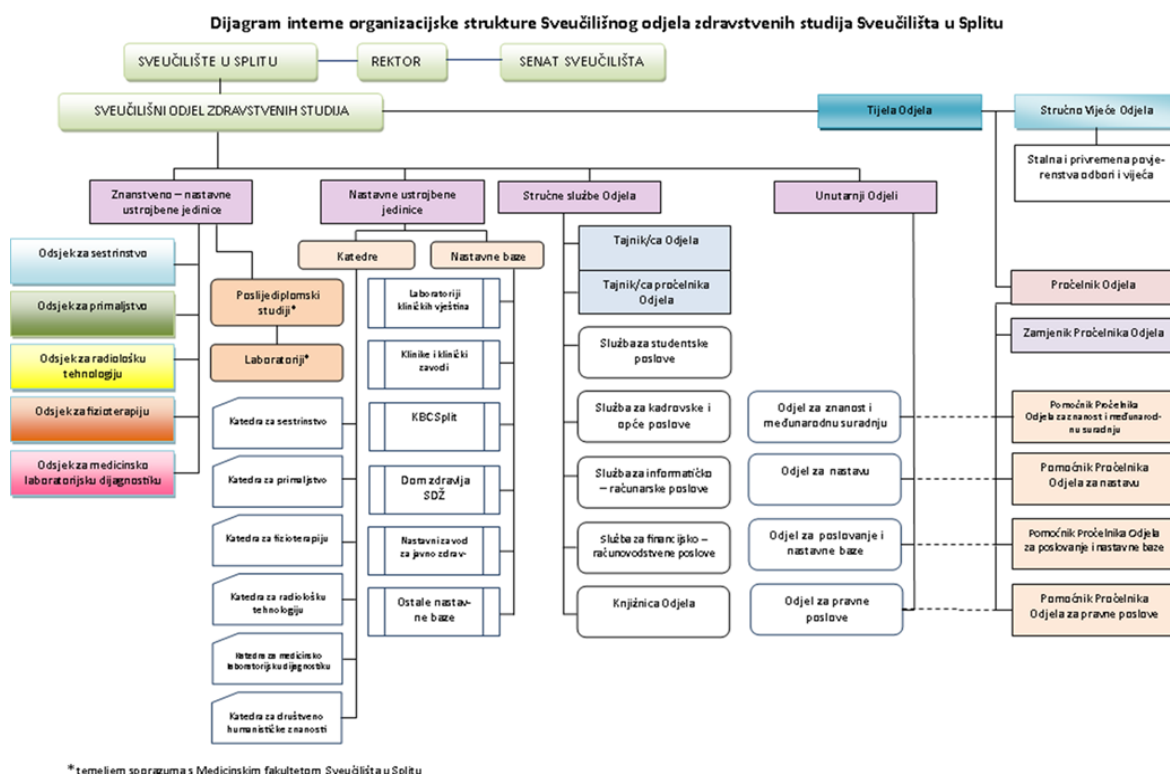 Dijagram interne organizacijske strukture Sveučilišnog odjela zdravstvenih studija Sveučilišta u Splitu
SVEUČILIŠTE U SPLITU
REKTOR
SENAT SVEUČILIŠTA
SVEUČILIŠNI ODJEL ZDRAVSTVENIH STUDIJA
Tijela Odjela
Stručno Vijeće Odjela
Stalna i privremena povje-
renstva odbori i vijeća
Znanstveno – nastavne
ustrojbene jedinice
Nastavne ustrojbene
jedinice
Stručne službe Odjela
Unutarnji Odjeli
Odsjek za sestrinstvo
Odsjek za primaljstvo
Odsjek za radiološku
tehnologiju
Odsjek za fizioterapiju
Odsjek za medicinsko
laboratorijsku dijagnostiku
Poslijediplomski
studiji*
Laboratoriji*
Katedre
Nastavne baze
Katedra za sestrinstvo
Katedra za primaljstvo
Katedra za fizioterapiju
Katedra za radiološku
tehnologiju
Katedra za medicinsko
laboratorijsku dijagnostiku
Katedra za društveno
humanističke znanosti
Laboratoriji
kliničkih vještina
Klinike i klinički
zavodi
KBC Split
Dom zdravlja
SDŽ
Nastavni zavod
za javno zdrav-
Ostale nastav-
ne baze
Tajnik/ca Odjela
Tajnik/ca pročelnika
Odjela
Služba za studentske
poslove
Služba za kadrovske i
opće poslove
Služba za informatičko
– računarske poslove
Služba za financijsko –
računovodstvene poslove
Knjižnica Odjela
Odjel za znanost i
međunarodnu suradnju
Odjel za nastavu
Odjel za poslovanje i
nastavne baze
Odjel za pravne
poslove
Pročelnik Odjela
Zamjenik Pročelnika Odjela
Pomoćnik Pročelnika
Odjela za znanost i međunarod-
nu suradnju
Pomoćnik Pročelnika
Odjela za nastavu
Pomoćnik Pročelnika Odjela
za poslovanje i nastavne baze
Pomoćnik Pročelnika
Odjela za pravne poslove
* temeljem sporazuma s Medicinskim fakultetom Sveučilišta u Splitu